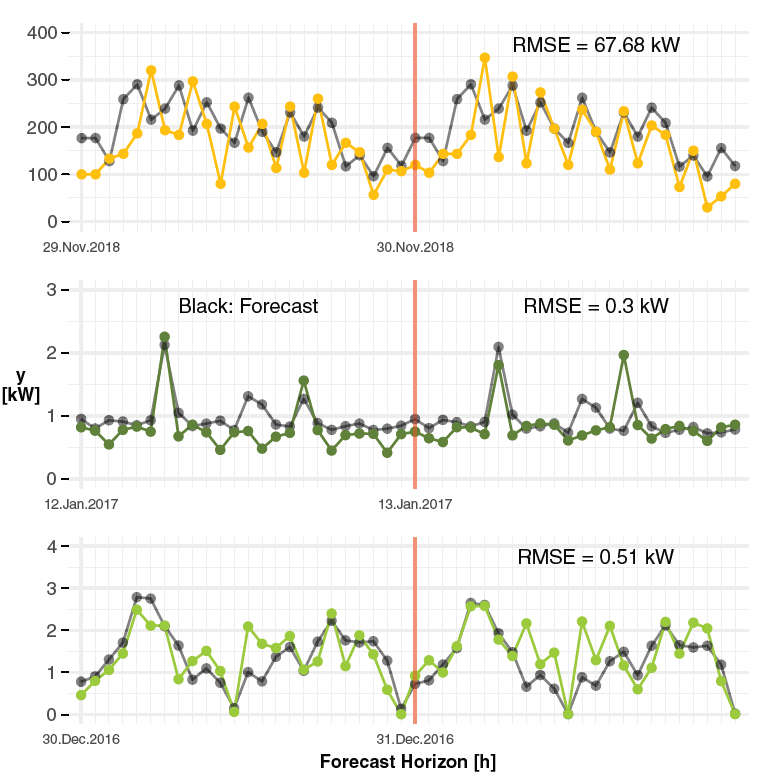 400
RMSE = 67.68 kW
300
200
100
0
29.Nov.2018 30.Nov.2018
3
Black: Forecast RMSE = 0.3 kW
2
y
[kW]
1
0
12.Jan.2017 13.Jan.2017
4
RMSE = 0.51 kW
3
2
1
0
30.Dec.2016 31.Dec.2016
Forecast Horizon [h]